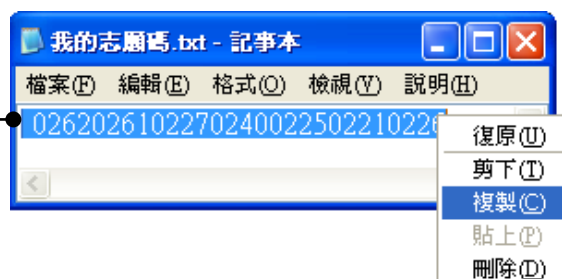 我的志願碼.txt - 記事本
檔案(F) 編輯(E) 格式(O) 檢視(V) 說明(H)
0262026102270240022502210226
復原(U)
剪下(T)
複製(C)
貼上(P)
刪除(D)